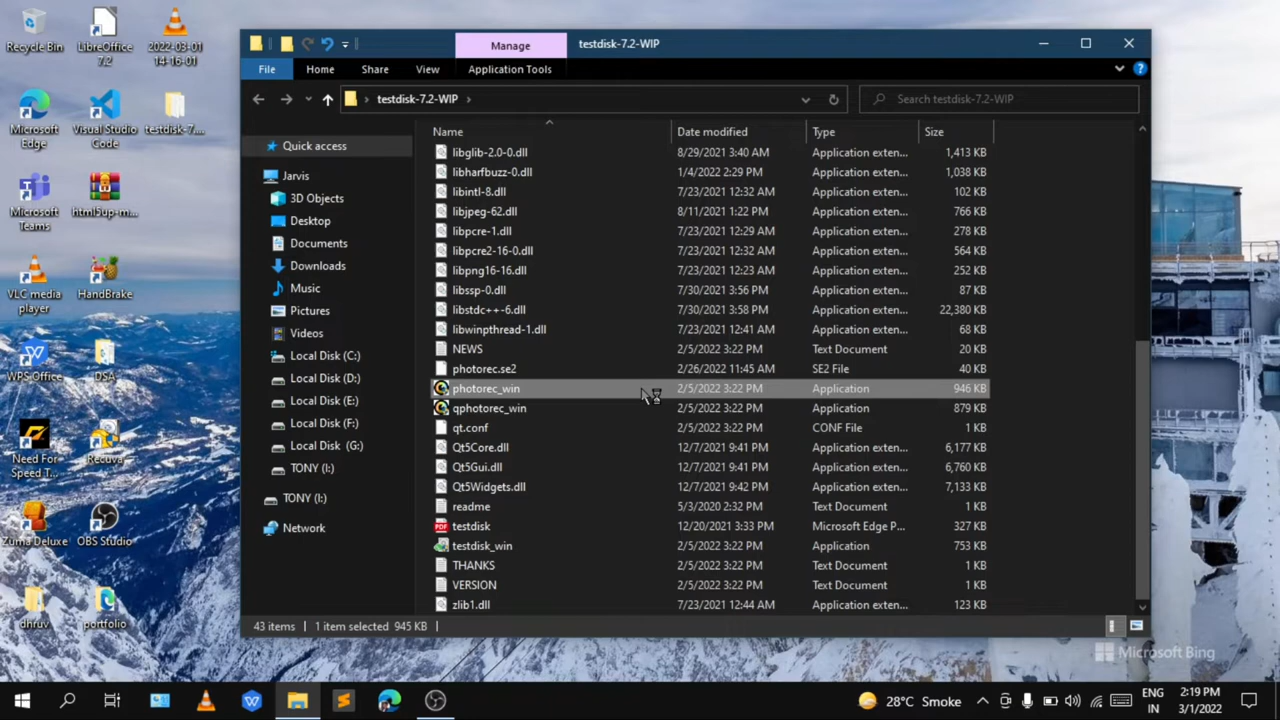 Recycle Bin
LibreOffice 7.2
2022-03-01 14-16-01
Microsoft Edge
Visual Studio Code
testdisk-7....
Microsoft Teams
html5up-m...
VLC media player
HandBrake
WPS Office
DSA
Need For Speed T...
Recuva
Zuma Deluxe
OBS Studio
dhruv
portfolio
Manage
testdisk-7.2-WIP
File
Home
Share
View
Application Tools
testdisk-7.2-WIP
Search testdisk-7.2-WIP
Quick access
Jarvis
3D Objects
Desktop
Documents
Downloads
Music
Pictures
Videos
Local Disk (C:)
Local Disk (D:)
Local Disk (E:)
Local Disk (F:)
Local Disk (G:)
TONY (I:)
TONY (I:)
Network
Name Date modified Type Size
libglib-2.0-0.dll 8/29/2021 3:40 AM Application exten... 1,413 KB
libharfbuzz-0.dll 1/4/2022 2:29 PM Application exten... 1,038 KB
libintl-8.dll 7/23/2021 12:32 AM Application exten... 102 KB
libjpeg-62.dll 8/11/2021 1:22 PM Application exten... 766 KB
libpcre-1.dll 7/23/2021 12:29 AM Application exten... 278 KB
libpcre2-16-0.dll 7/23/2021 12:32 AM Application exten... 564 KB
libpng16-16.dll 7/23/2021 12:23 AM Application exten... 252 KB
libssp-0.dll 7/30/2021 3:56 PM Application exten... 87 KB
libstdc++-6.dll 7/30/2021 3:58 PM Application exten... 22,380 KB
libwinpthread-1.dll 7/23/2021 12:41 AM Application exten... 68 KB
NEWS 2/5/2022 3:22 PM Text Document 20 KB
photorec.se2 2/26/2022 11:45 AM SE2 File 40 KB
photorec_win 2/5/2022 3:22 PM Application 946 KB
qphotorec_win 2/5/2022 3:22 PM Application 879 KB
qt.conf 2/5/2022 3:22 PM CONF File 1 KB
Qt5Core.dll 12/7/2021 9:41 PM Application exten... 6,177 KB
Qt5Gui.dll 12/7/2021 9:41 PM Application exten... 6,760 KB
Qt5Widgets.dll 12/7/2021 9:42 PM Application exten... 7,133 KB
readme 5/3/2020 2:32 PM Text Document 1 KB
testdisk 12/20/2021 3:33 PM Microsoft Edge P... 327 KB
testdisk_win 2/5/2022 3:22 PM Application 753 KB
THANKS 2/5/2022 3:22 PM Text Document 1 KB
VERSION 2/5/2022 3:22 PM Text Document 1 KB
zlib1.dll 7/23/2021 12:44 AM Application exten... 123 KB
43 items
1 item selected 945 KB
Microsoft Bing
28°C Smoke
ENG
IN
2:19 PM
3/1/2022